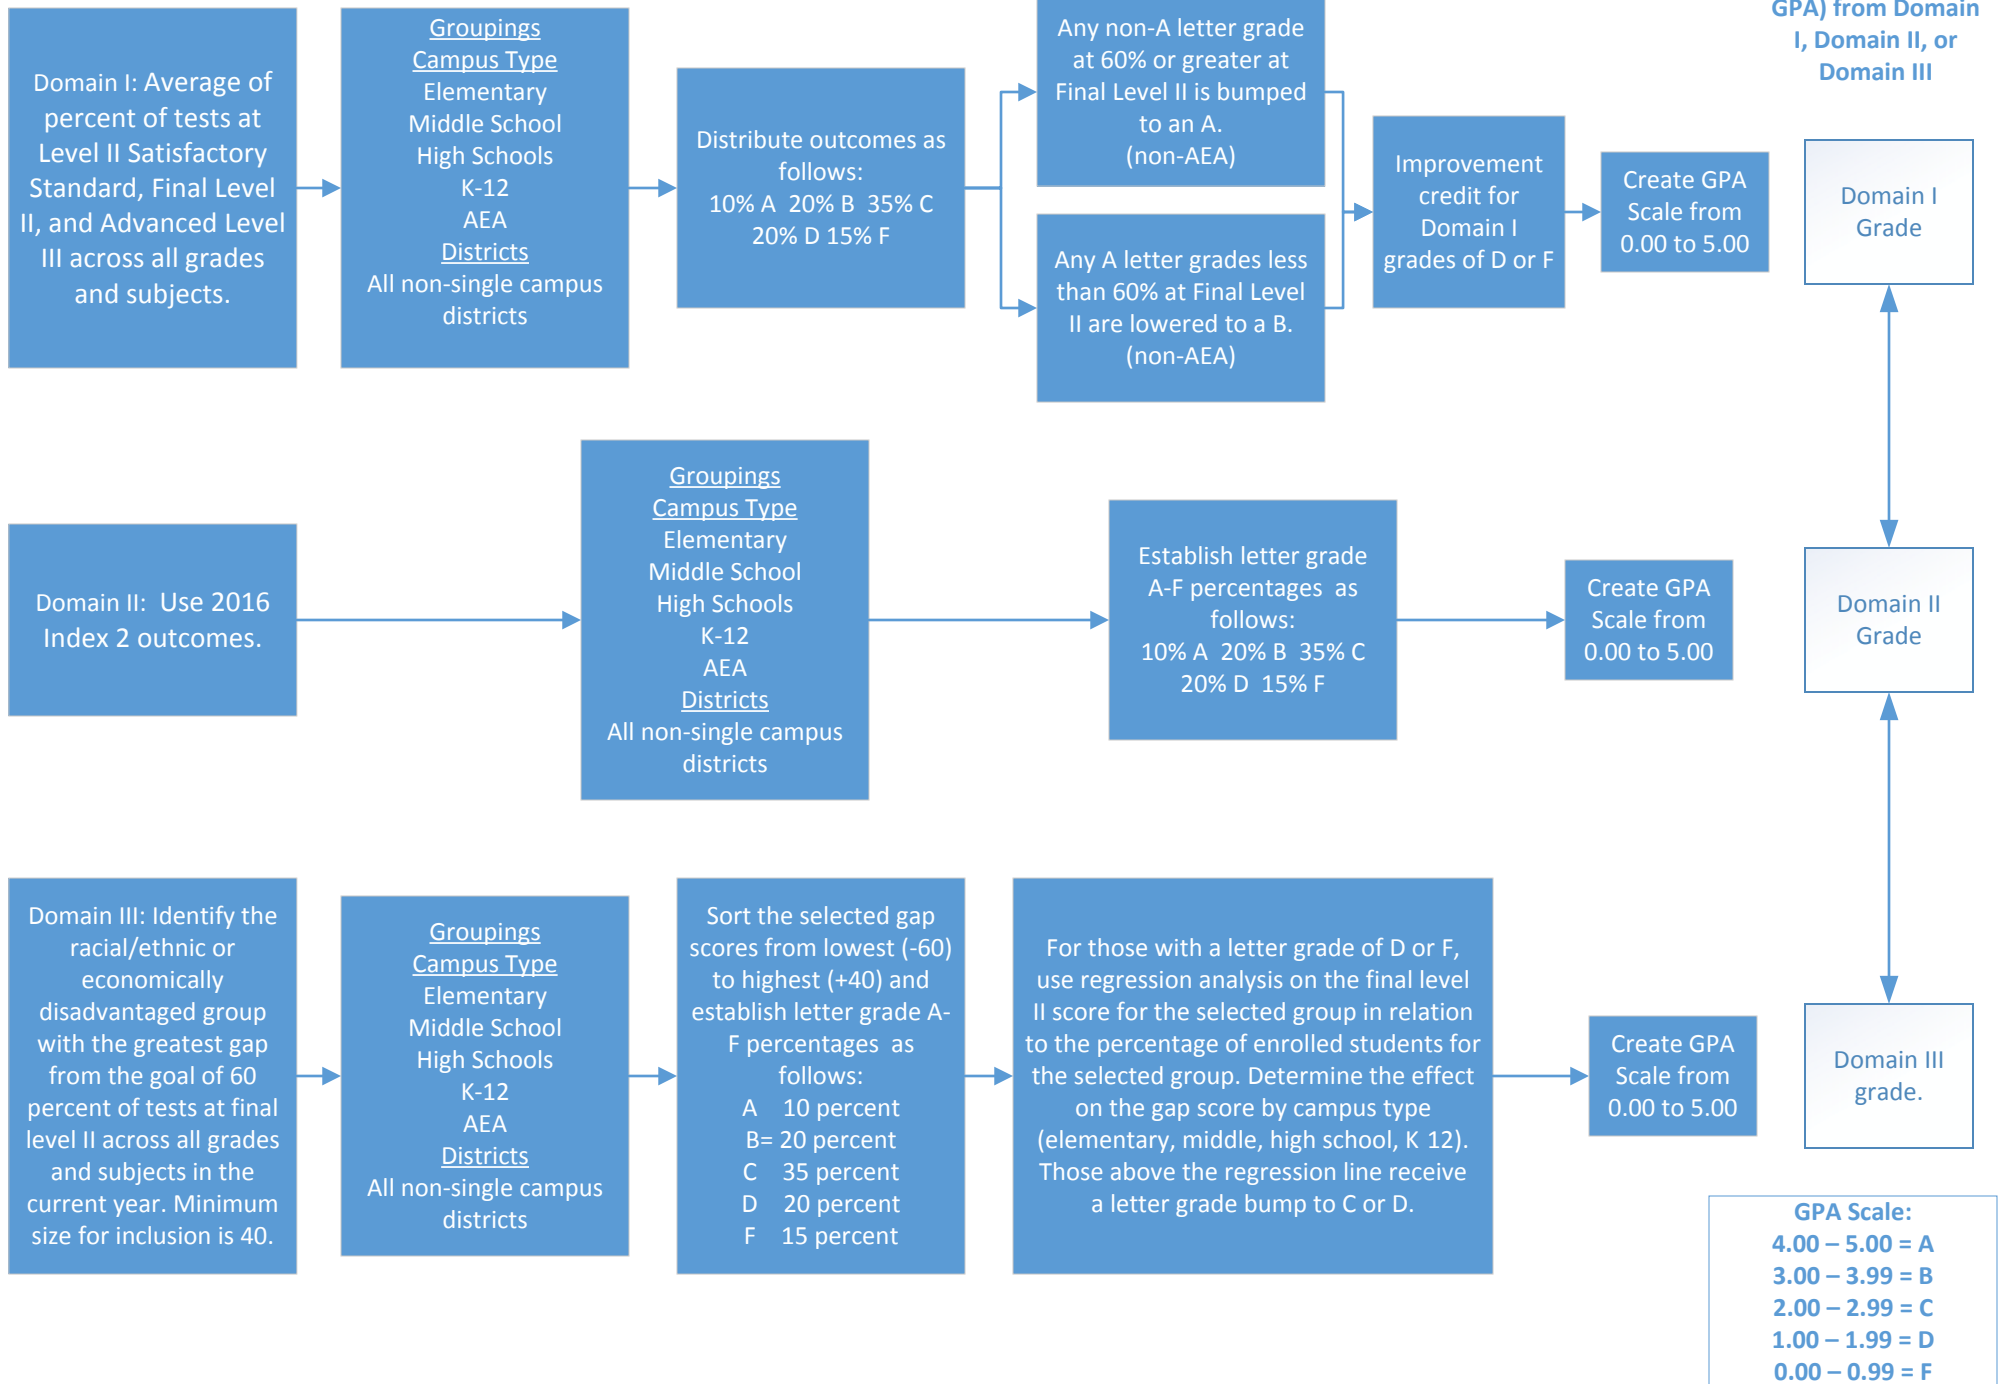 GPA) from Domain
I, Domain II, or
Domain III
Domain I: Average of
percent of tests at
Level II Satisfactory
Standard, Final Level
II, and Advanced Level
III across all grades
and subjects.
Groupings
Campus Type
Elementary
Middle School
High Schools
K-12
AEA
Districts
All non-single campus
districts
Distribute outcomes as
follows:
10% A 20% B 35% C
20% D 15% F
Any non-A letter grade
at 60% or greater at
Final Level II is bumped
to an A.
(non-AEA)
Any A letter grades less
than 60% at Final Level
II are lowered to a B.
(non-AEA)
Improvement
credit for
Domain I
grades of D or F
Create GPA
Scale from
0.00 to 5.00
Domain I
Grade
Domain II: Use 2016
Index 2 outcomes.
Groupings
Campus Type
Elementary
Middle School
High Schools
K-12
AEA
Districts
All non-single campus
districts
Establish letter grade
A-F percentages as
follows:
10% A 20% B 35% C
20% D 15% F
Create GPA
Scale from
0.00 to 5.00
Domain II
Grade
Domain III: Identify the
racial/ethnic or
economically
disadvantaged group
with the greatest gap
from the goal of 60
percent of tests at final
level II across all grades
and subjects in the
current year. Minimum
size for inclusion is 40.
Groupings
Campus Type
Elementary
Middle School
High Schools
K-12
AEA
Districts
All non-single campus
districts
Sort the selected gap
scores from lowest (-60)
to highest (+40) and
establish letter grade A-
F percentages as
follows:
A 10 percent
B= 20 percent
C 35 percent
D 20 percent
F 15 percent
For those with a letter grade of D or F,
use regression analysis on the final level
II score for the selected group in relation
to the percentage of enrolled students for
the selected group. Determine the effect
on the gap score by campus type
(elementary, middle, high school, K 12).
Those above the regression line receive
a letter grade bump to C or D.
Create GPA
Scale from
0.00 to 5.00
Domain III
grade.
GPA Scale:
4.00 – 5.00 = A
3.00 – 3.99 = B
2.00 – 2.99 = C
1.00 – 1.99 = D
0.00 – 0.99 = F